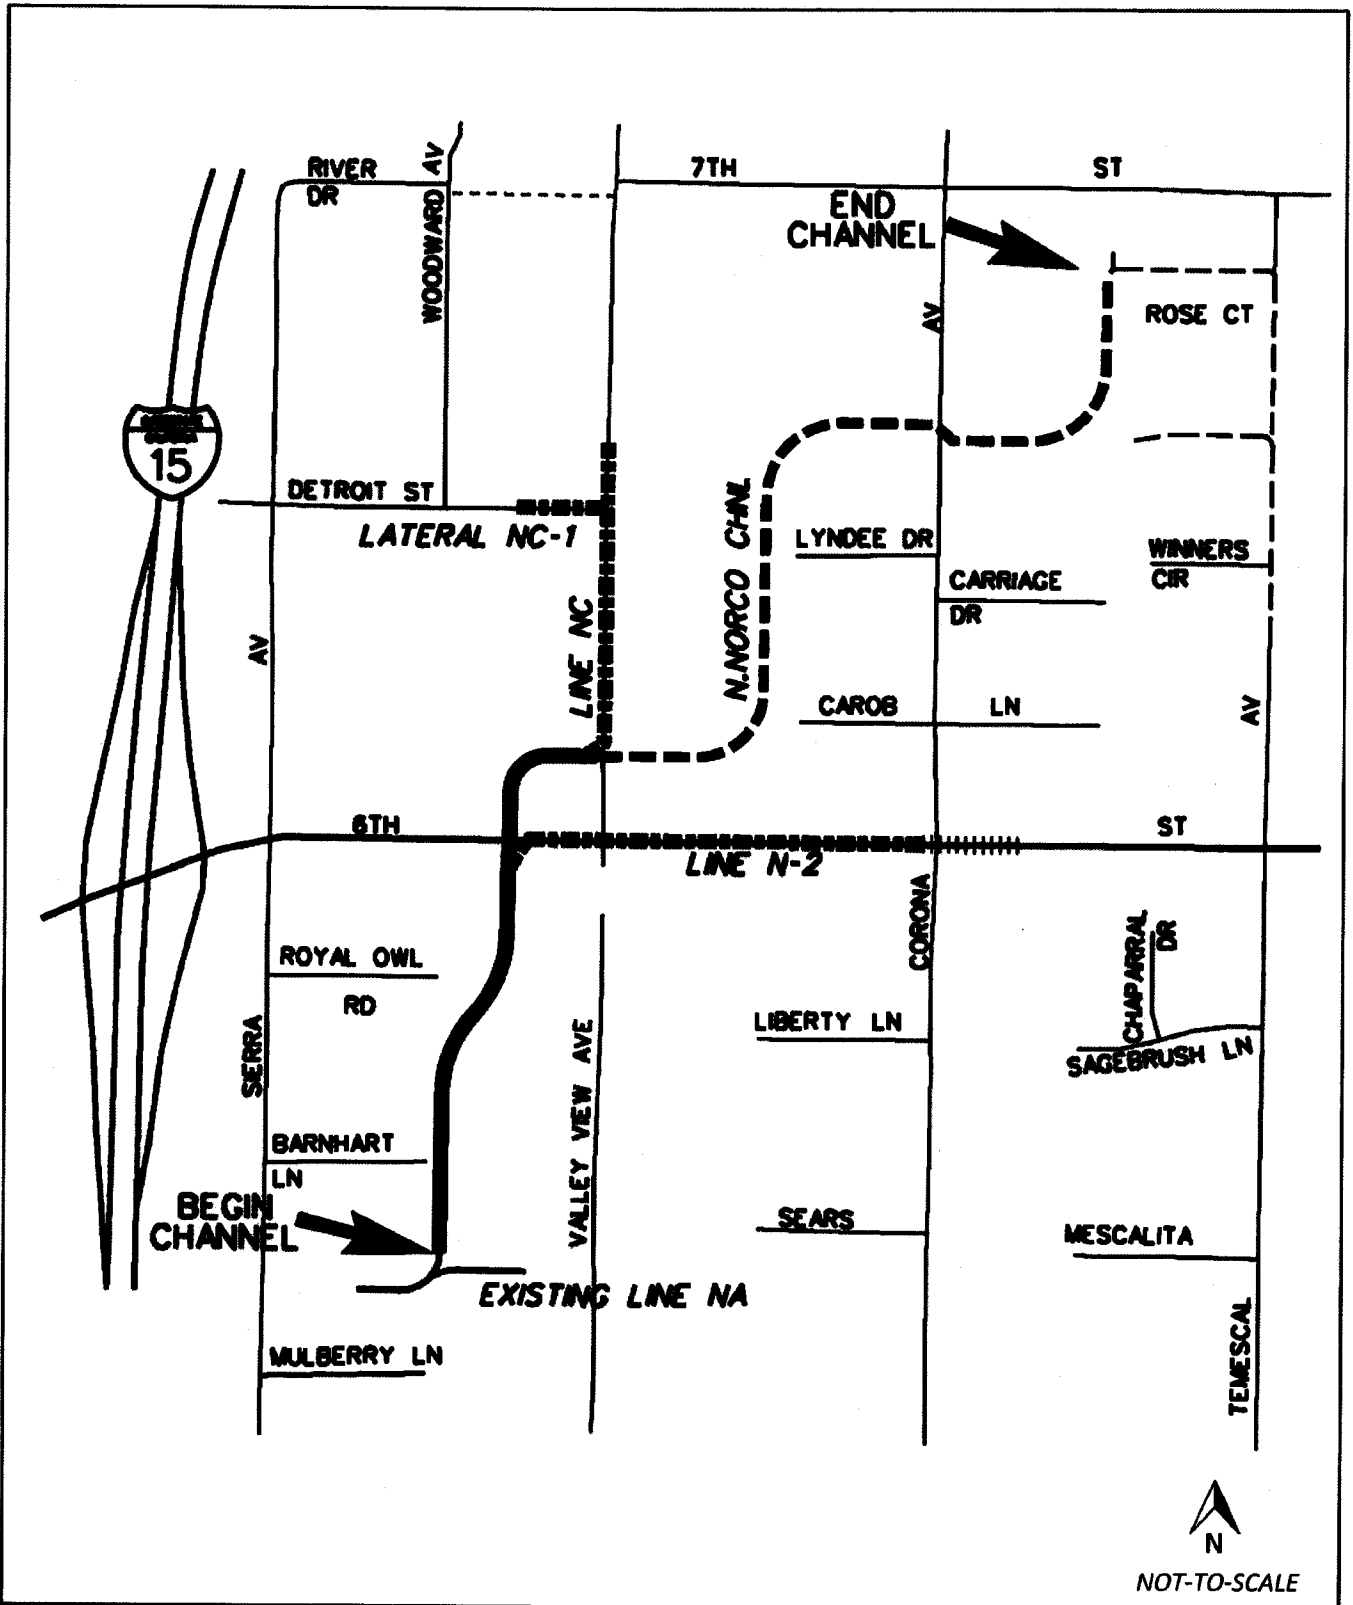 RIVER
DR
WOODWARD AV
7TH
ST
END
CHANNEL
AV
ROSE CT
15
DETROIT ST
LATERAL NC-1
LINE NC
N.NORCO CHNL
LYNDEE DR
CARRIAGE
DR
WINNERS
CIR
AV
CAROB
LN
AV
6TH
ST
LINE N-2
CORONA
ROYAL OWL
RD
CHAPARRAL
DR
SIERRA
VALLEY VIEW AVE
LIBERTY LN
SAGEBRUSH LN
BARNHART
LN
BEGIN
CHANNEL
SEARS
MESCALITA
EXISTING LINE NA
MULBERRY LN
TEMESCAL
N
NOT-TO-SCALE